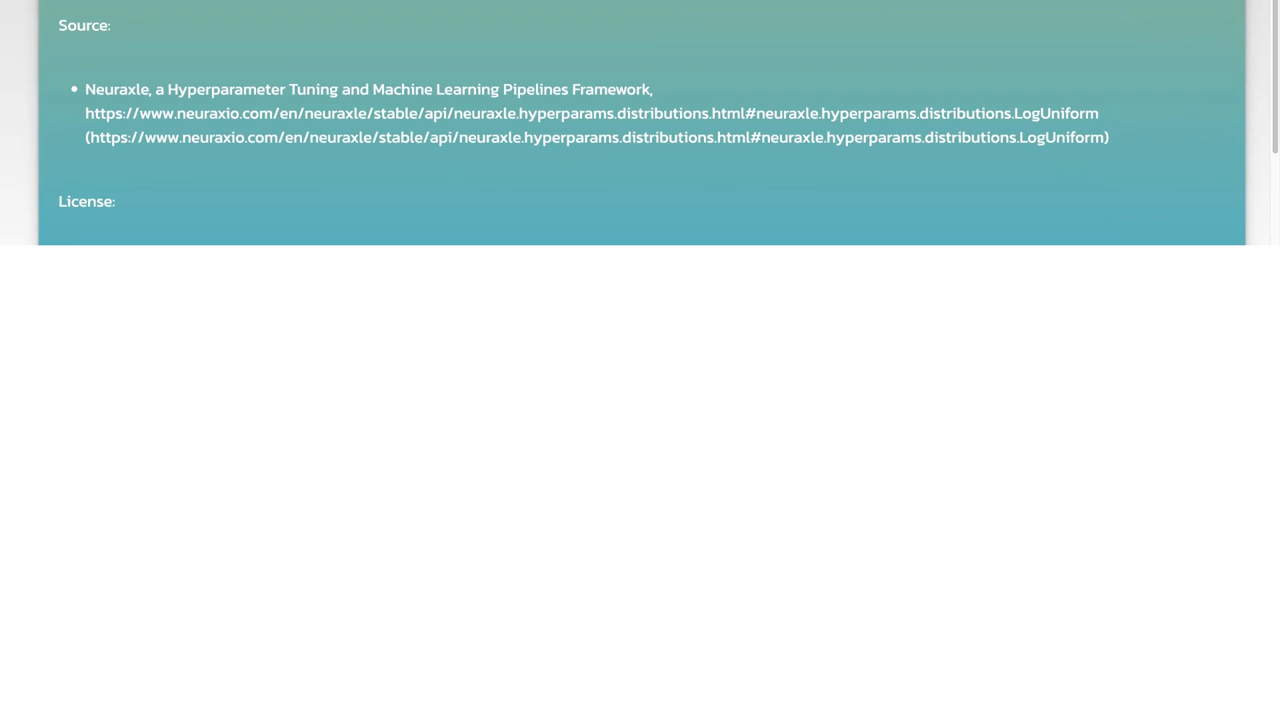 Source:
• Neuraxle, a Hyperparameter Tuning and Machine Learning Pipelines Framework,
https://www.neuraxio.com/en/neuraxle/stable/api/neuraxle.hyperparams.distributions.html#neuraxle.hyperparams.distributions.LogUniform
(https://www.neuraxio.com/en/neuraxle/stable/api/neuraxle.hyperparams.distributions.html#neuraxle.hyperparams.distributions.LogUniform)
License: